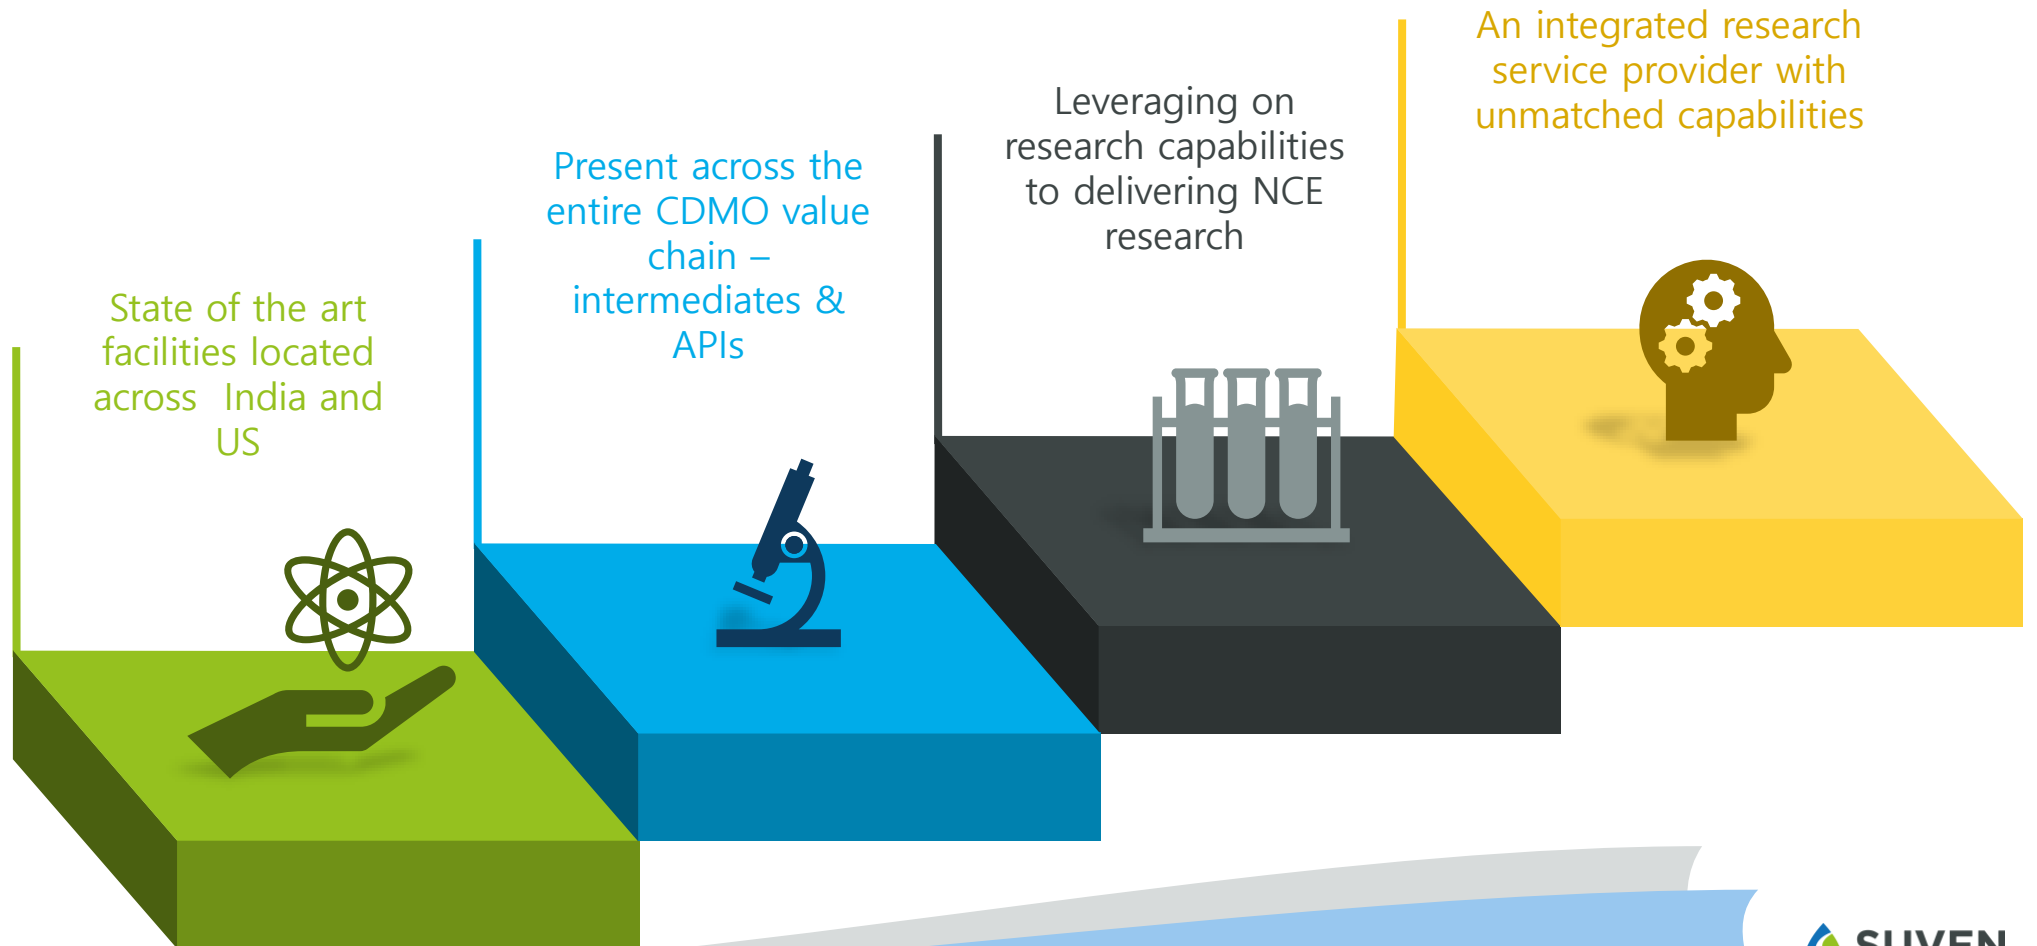 State of the art
facilities located
across  India and
US
Present across the
entire CDMO value
chain –
intermediates &
APIs
Leveraging on
research capabilities
to delivering NCE
research
An integrated research
service provider with
unmatched capabilities
SUVEN